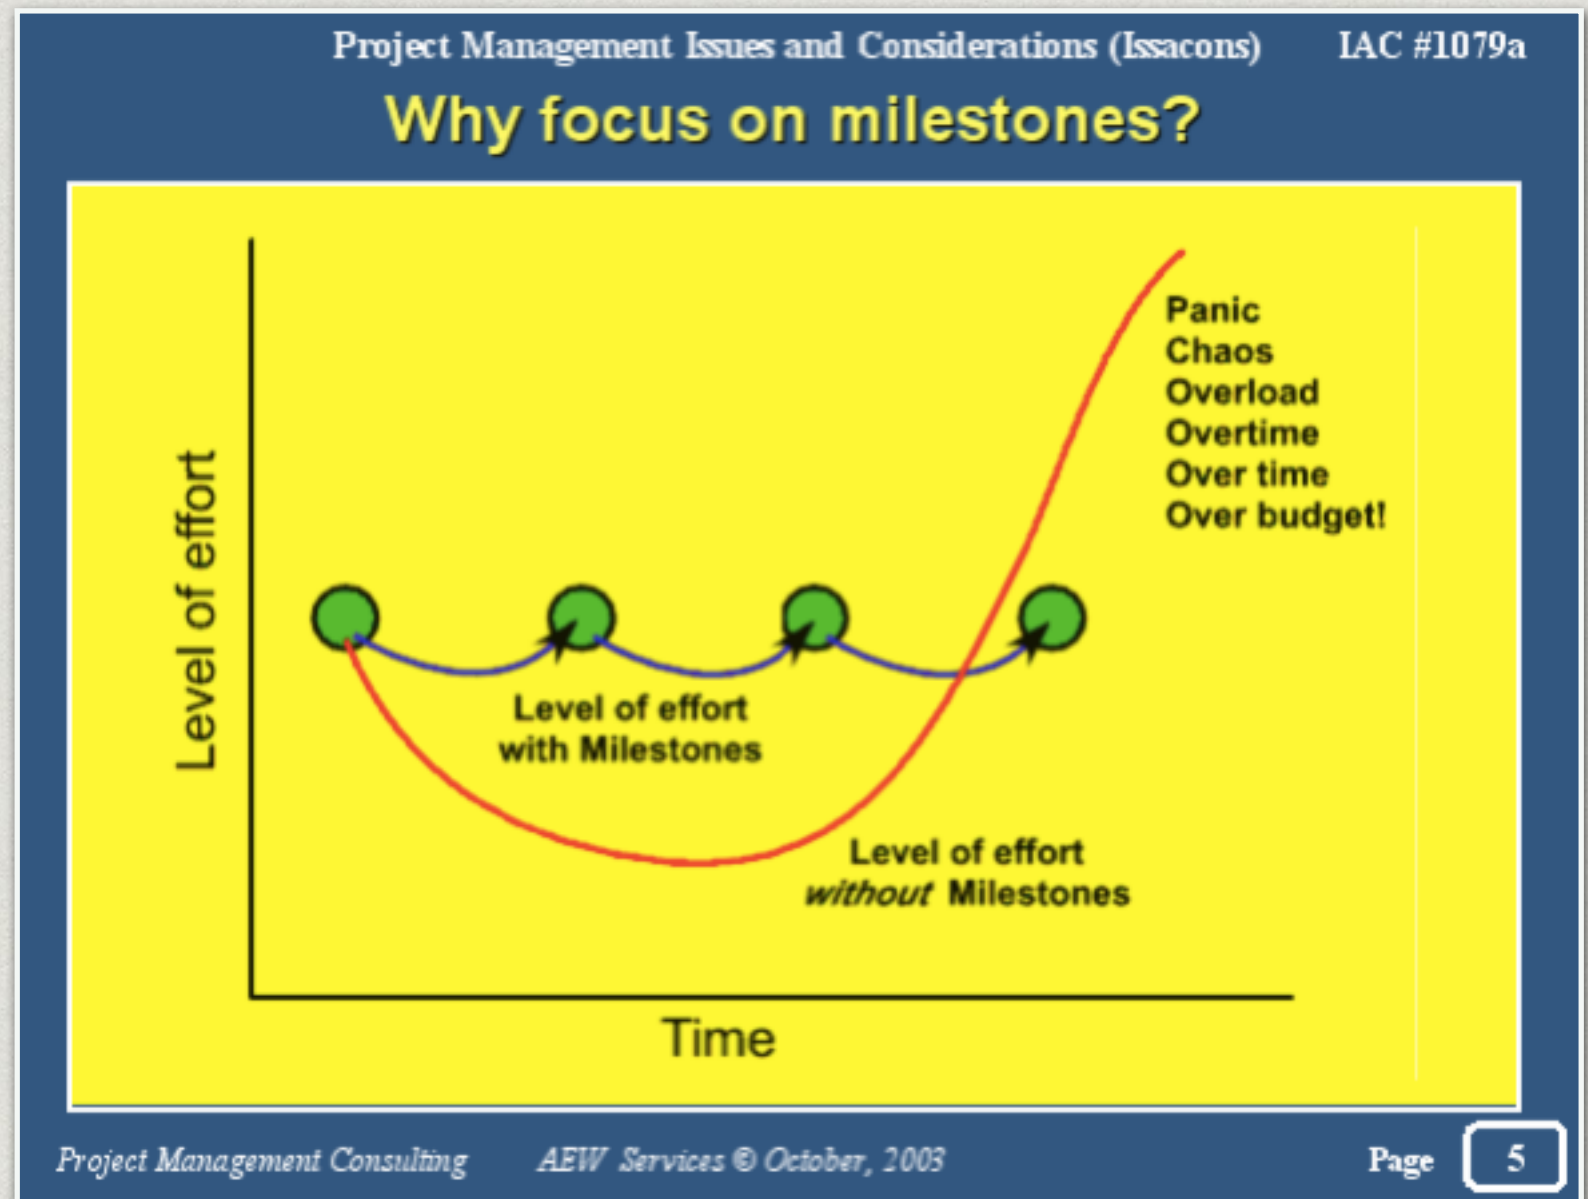 Project Management Issues and Considerations (Issacons) IAC #1079a
Why focus on milestones?
Level of effort
Panic
Chaos
Overload
Overtime
Over time
Over budget!
Level of effort
with Milestones
Level of effort
without Milestones
Time
Project Management Consulting AEW Services © October, 2003 Page 5